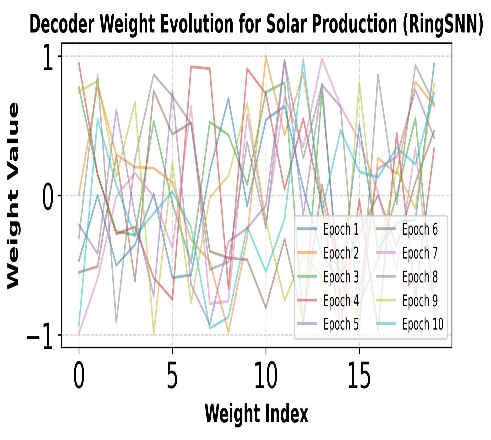 Decoder Weight Evolution for Solar Production (RingSNN)
Weight Value
1
0
−1
Epoch 1
Epoch 2
Epoch 3
Epoch 4
Epoch 5
Epoch 6
Epoch 7
Epoch 8
Epoch 9
Epoch 10
0 5 10 15
Weight Index